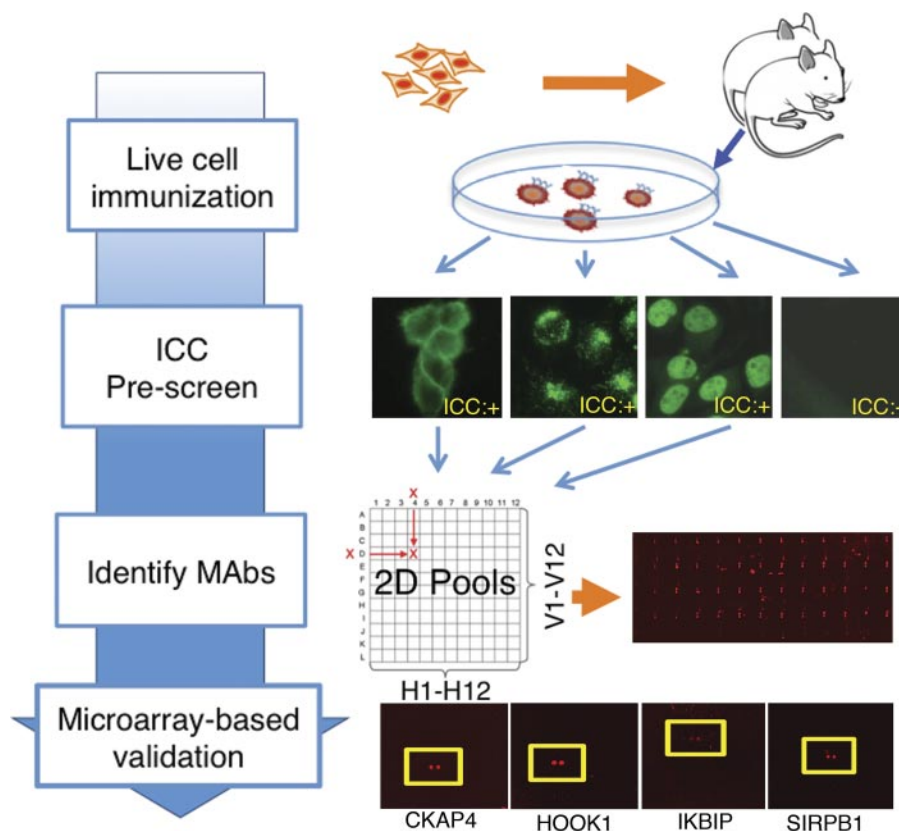 Live cell
immunization
ICC
Pre-screen
ICC:+
ICC:+
ICC:+
ICC:-
Identify MAbs
X
1 2 3 4 5 6 7 8 9 10 11 12
A
B
C
X D X
E
F
G
H
I
J
K
L
2D Pools
V1-V12
H1-H12
Microarray-based
validation
CKAP4
HOOK1
IKBIP
SIRPB1